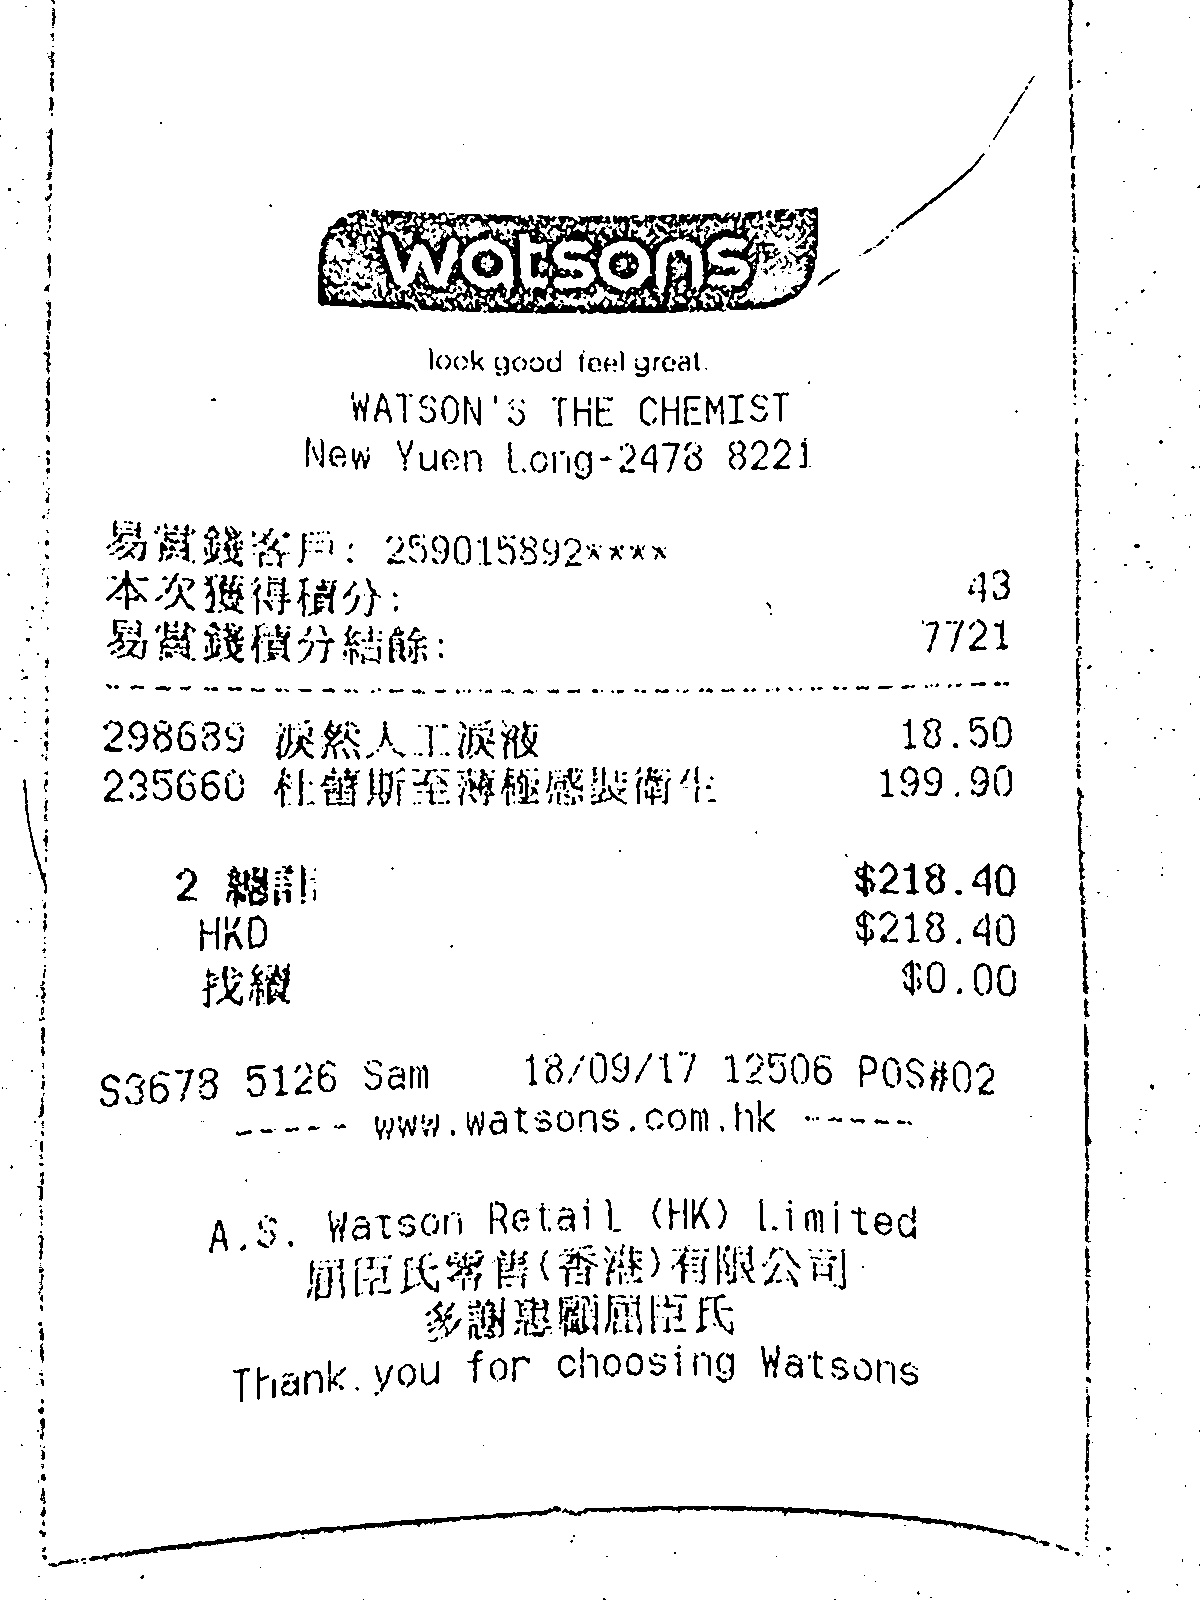 watsons
look good feel great.
WATSON'S THE CHEMIST
New Yuen Long-2478 8221
易賞錢客戶: 259015892****
本次獲得積分: 43
易賞錢積分結餘: 7721
298689 淚然人工淚液 18.50
235660 杜蕾斯至薄極感裝衛生 199.90
2 總計 $218.40
HKD $218.40
找續 $0.00
S3678 5126 Sam 18/09/17 12506 POS#02
----- www.watsons.com.hk -----
A.S. Watson Retail (HK) Limited
屈臣氏零售(香港)有限公司
多謝惠顧屈臣氏
Thank you for choosing Watsons